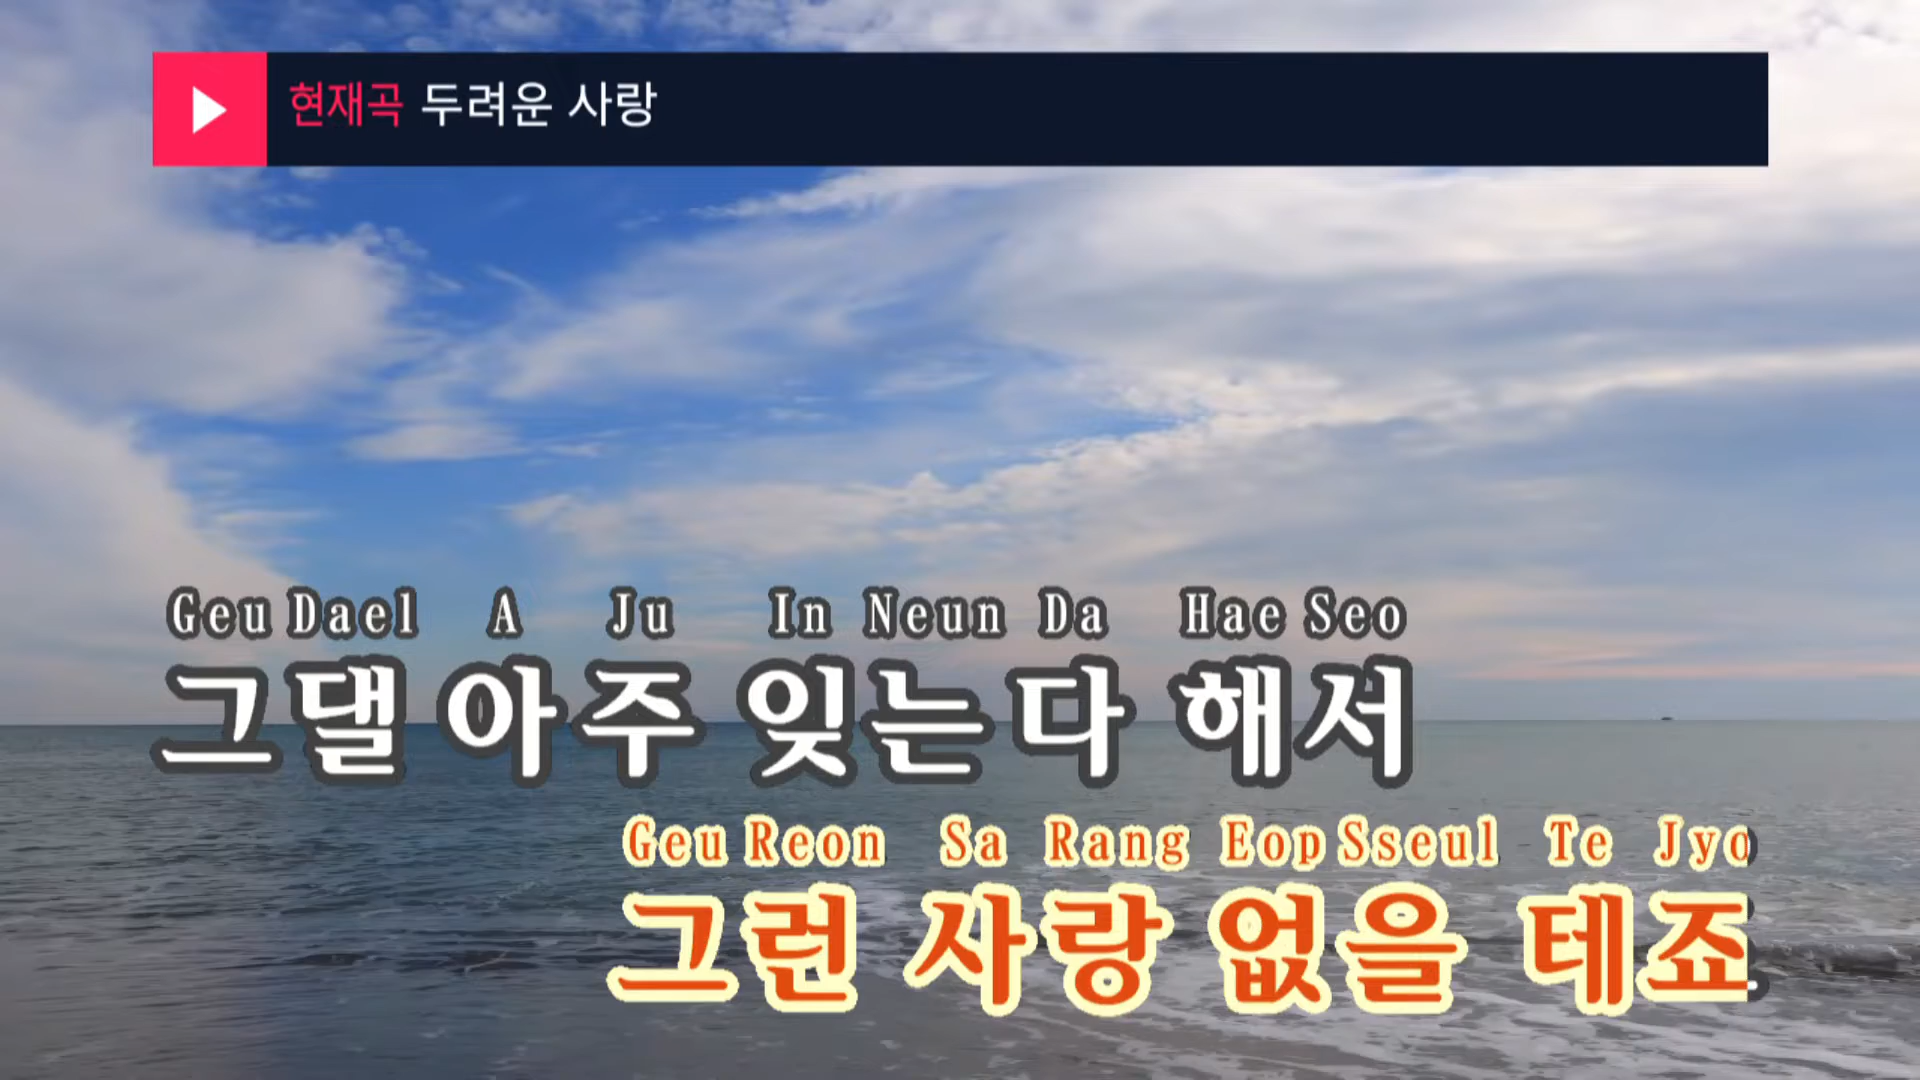 현재곡 두려운 사랑
Geu Dael A Ju In Neun Da Hae Seo
그댈 아주 잊는다 해서
Geu Reon Sa Rang Eop Sseul Te Jyo
그런 사랑 없을 테죠